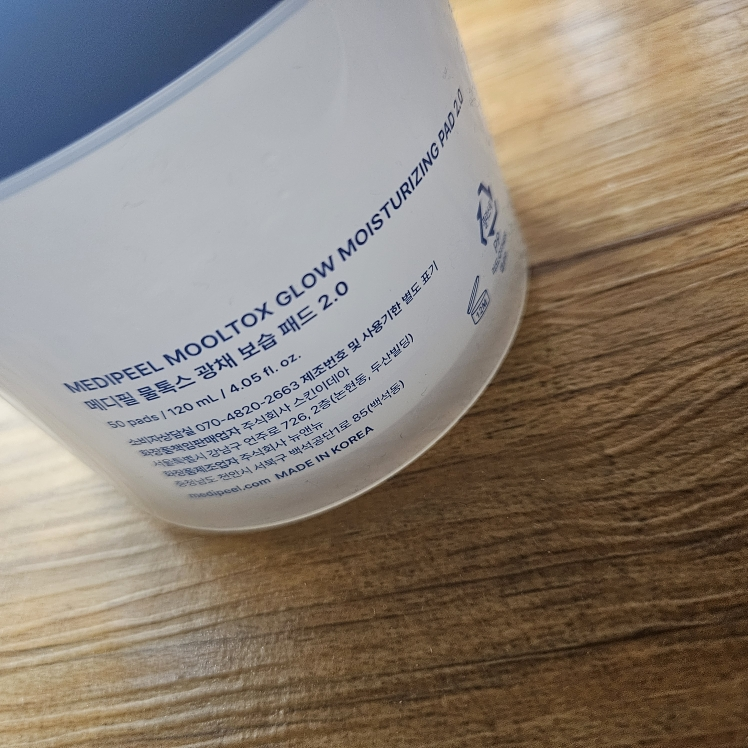 MEDIPEEL MOOLTOX GLOW MOISTURIZING PAD 2.0
메디필 물톡스 광채 보습 패드 2.0
50 pads / 120 mL / 4.05 fl. oz.
소비자상담실 070-4820-2663 제조번호 및 사용기한 별도 표기
화장품책임판매업자 주식회사 스킨이데아
서울특별시 강남구 언주로 726, 2층(논현동, 두산빌딩)
화장품제조업자 주식회사 뉴앤뉴
충청남도 천안시 서북구 백석공단1로 85(백석동)
medipeel.com MADE IN KOREA
12M